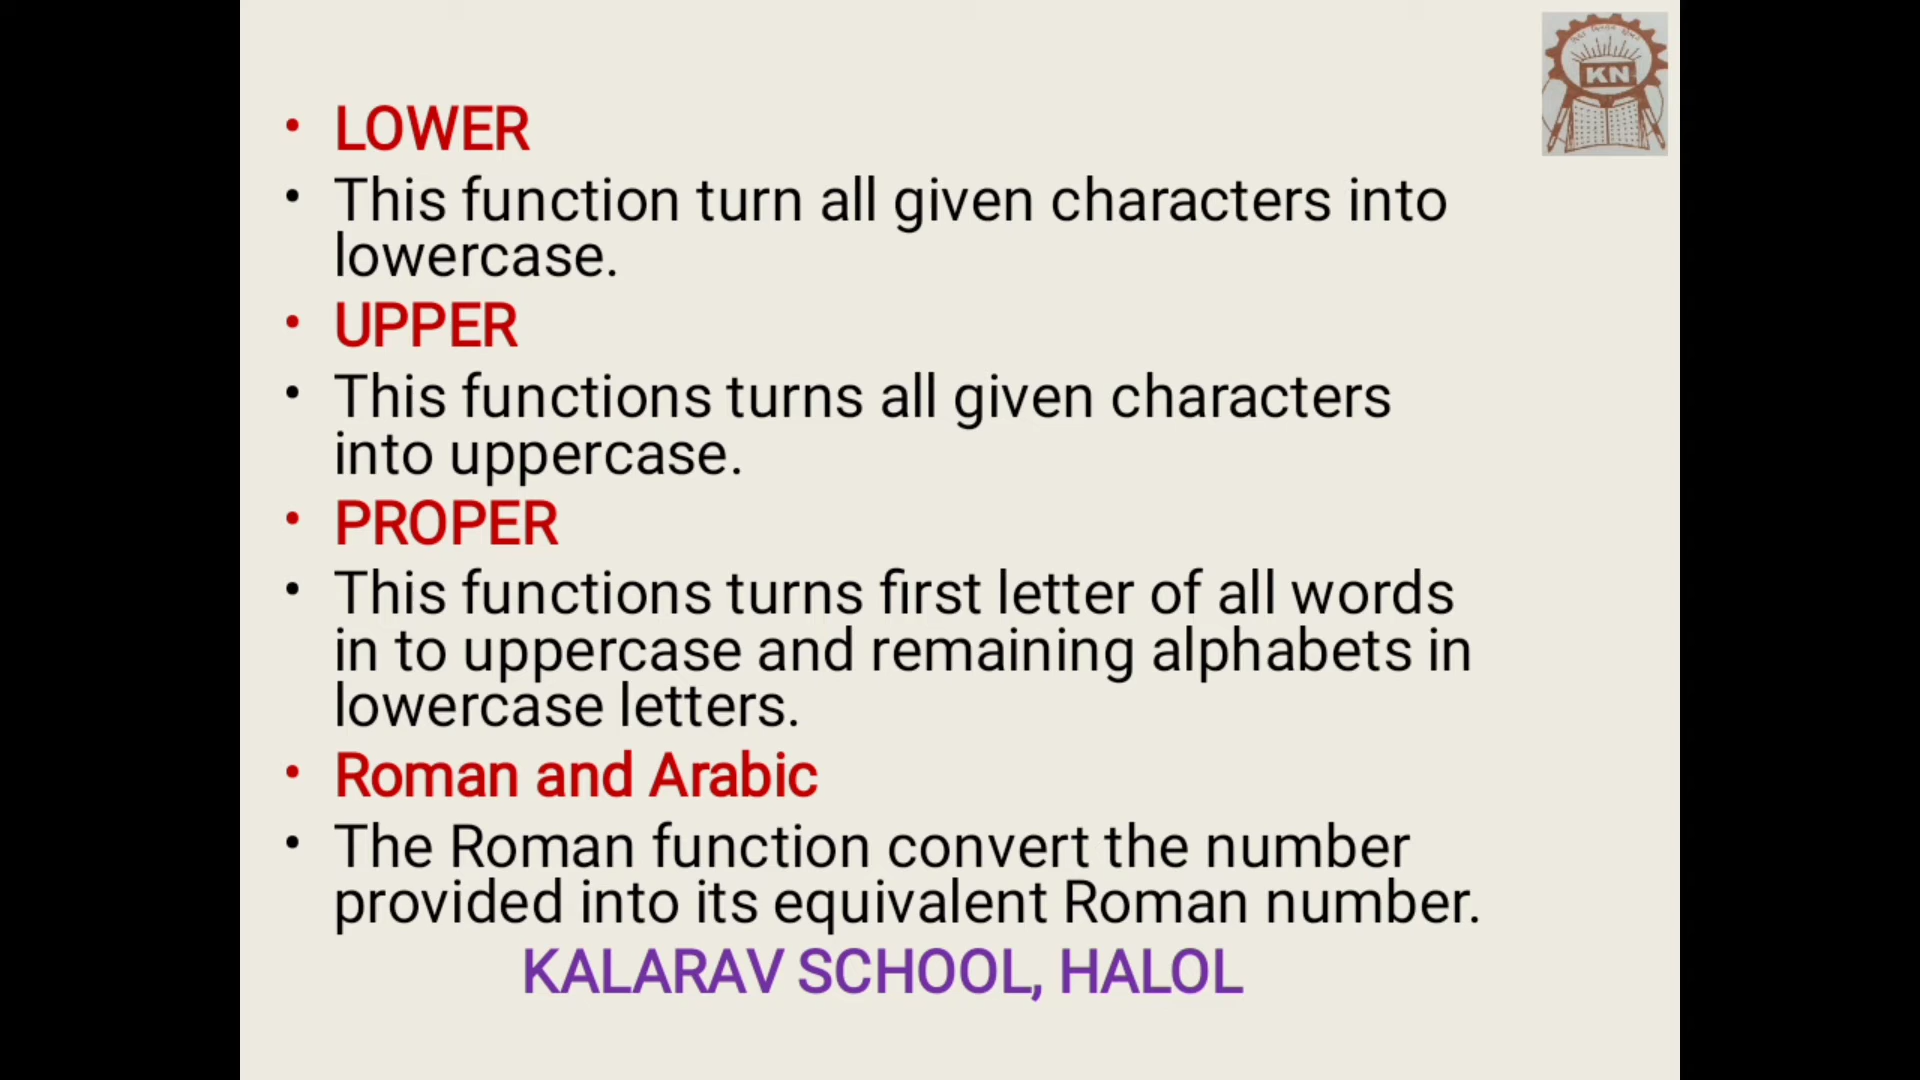 KN
• LOWER
• This function turn all given characters into
lowercase.
• UPPER
• This functions turns all given characters
into uppercase.
• PROPER
• This functions turns first letter of all words
in to uppercase and remaining alphabets in
lowercase letters.
• Roman and Arabic
• The Roman function convert the number
provided into its equivalent Roman number.
KALARAV SCHOOL, HALOL